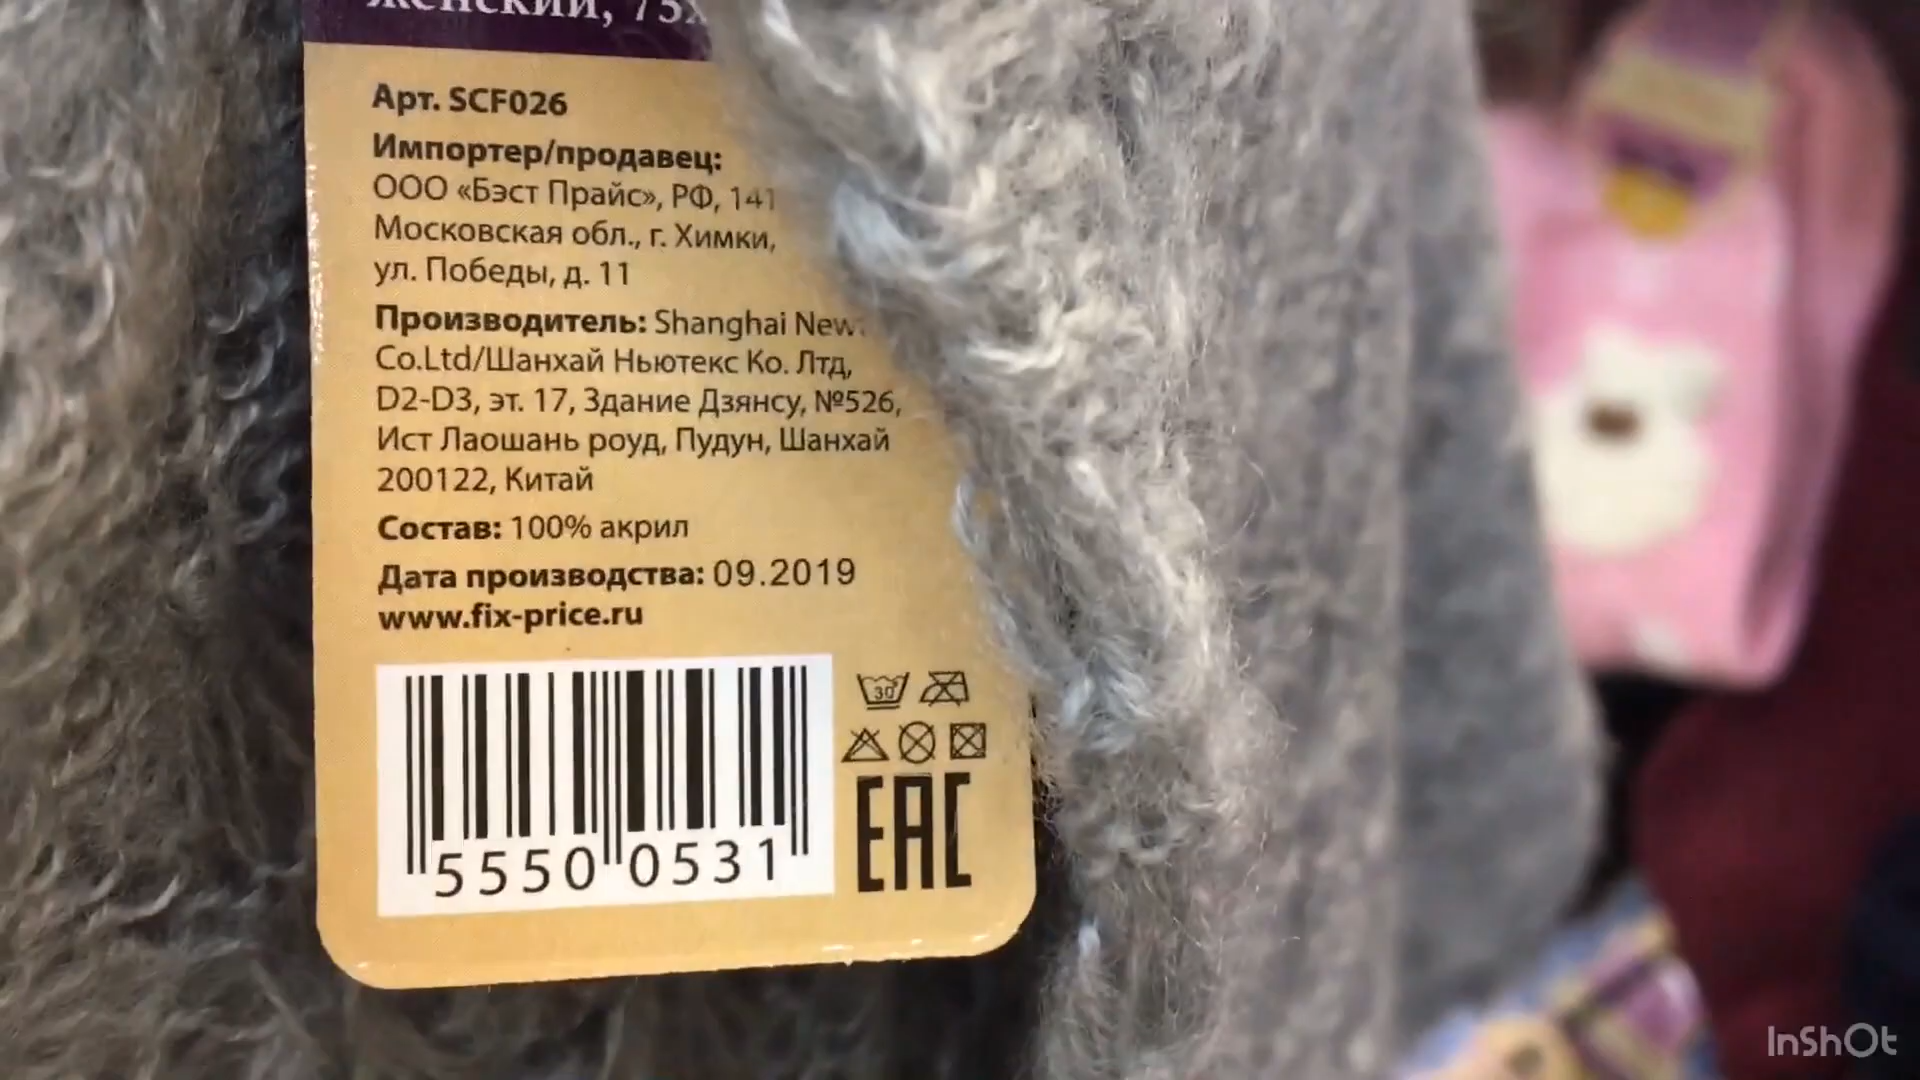 женский, 75
Арт. SCF026
Импортер/продавец:
ООО «Бэст Прайс», РФ, 141
Московская обл., г. Химки,
ул. Победы, д. 11
Производитель: Shanghai New
Co.Ltd/Шанхай Ньютекс Ко. Лтд,
D2-D3, эт. 17, Здание Дзянсу, №526,
Ист Лаошань роуд, Пудун, Шанхай
200122, Китай
Состав: 100% акрил
Дата производства: 09.2019
www.fix-price.ru
30°
5550 0531
EAC
InShOt